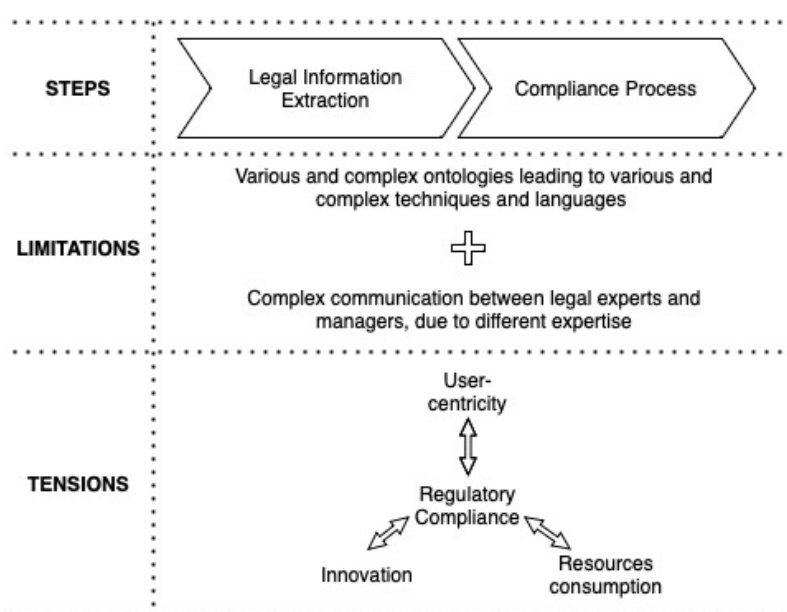 STEPS
Legal Information
Extraction
Compliance Process
LIMITATIONS
Various and complex ontologies leading to various and
complex techniques and languages
Complex communication between legal experts and
managers, due to different expertise
TENSIONS
User-
centricity
Regulatory
Compliance
Innovation
Resources
consumption